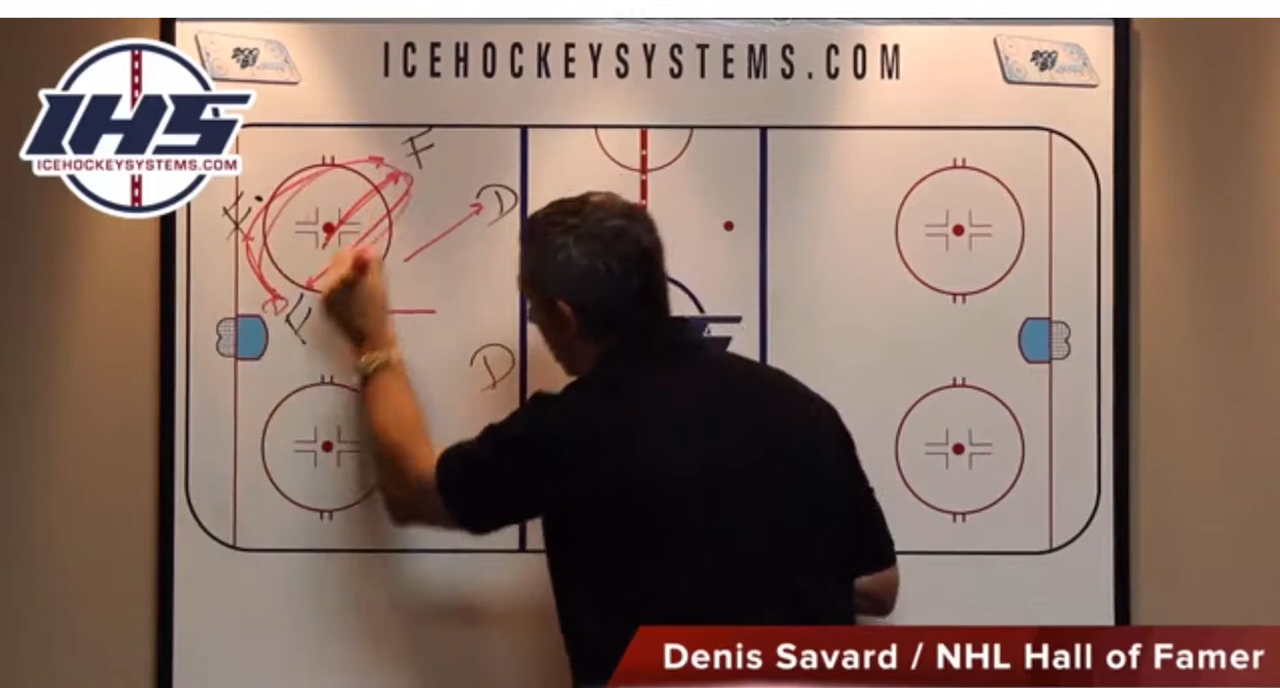 ICEHOCKEYSYSTEMS.COM
IHS
ICEHOCKEYSYSTEMS.COM
F
F
D
F
D
Denis Savard / NHL Hall of Famer